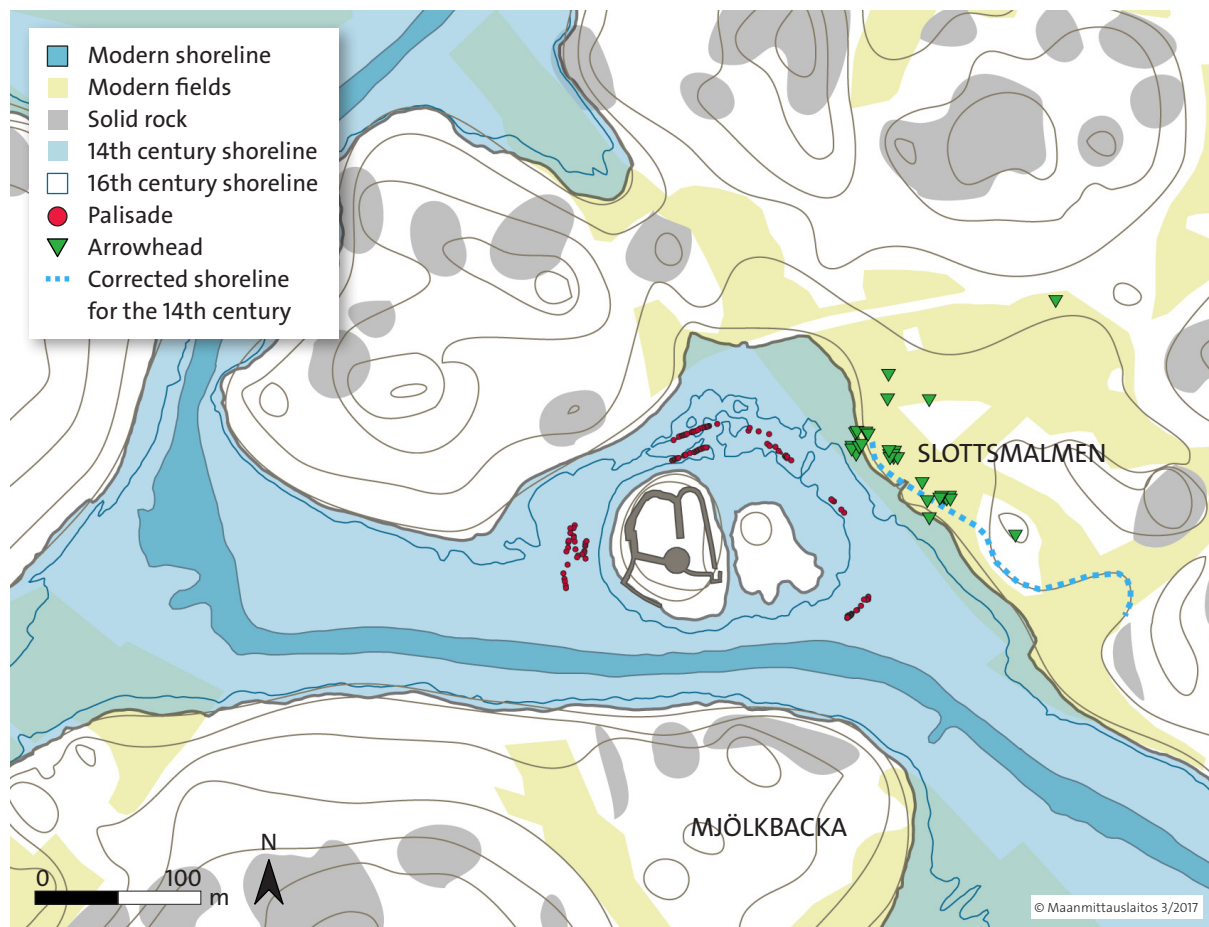 Modern shoreline
Modern fields
Solid rock
14th century shoreline
16th century shoreline
Palisade
Arrowhead
Corrected shoreline
for the 14th century
SLOTTSMALMEN
MJÖLKBACKA
N
0 100 m
© Maanmittauslaitos 3/2017